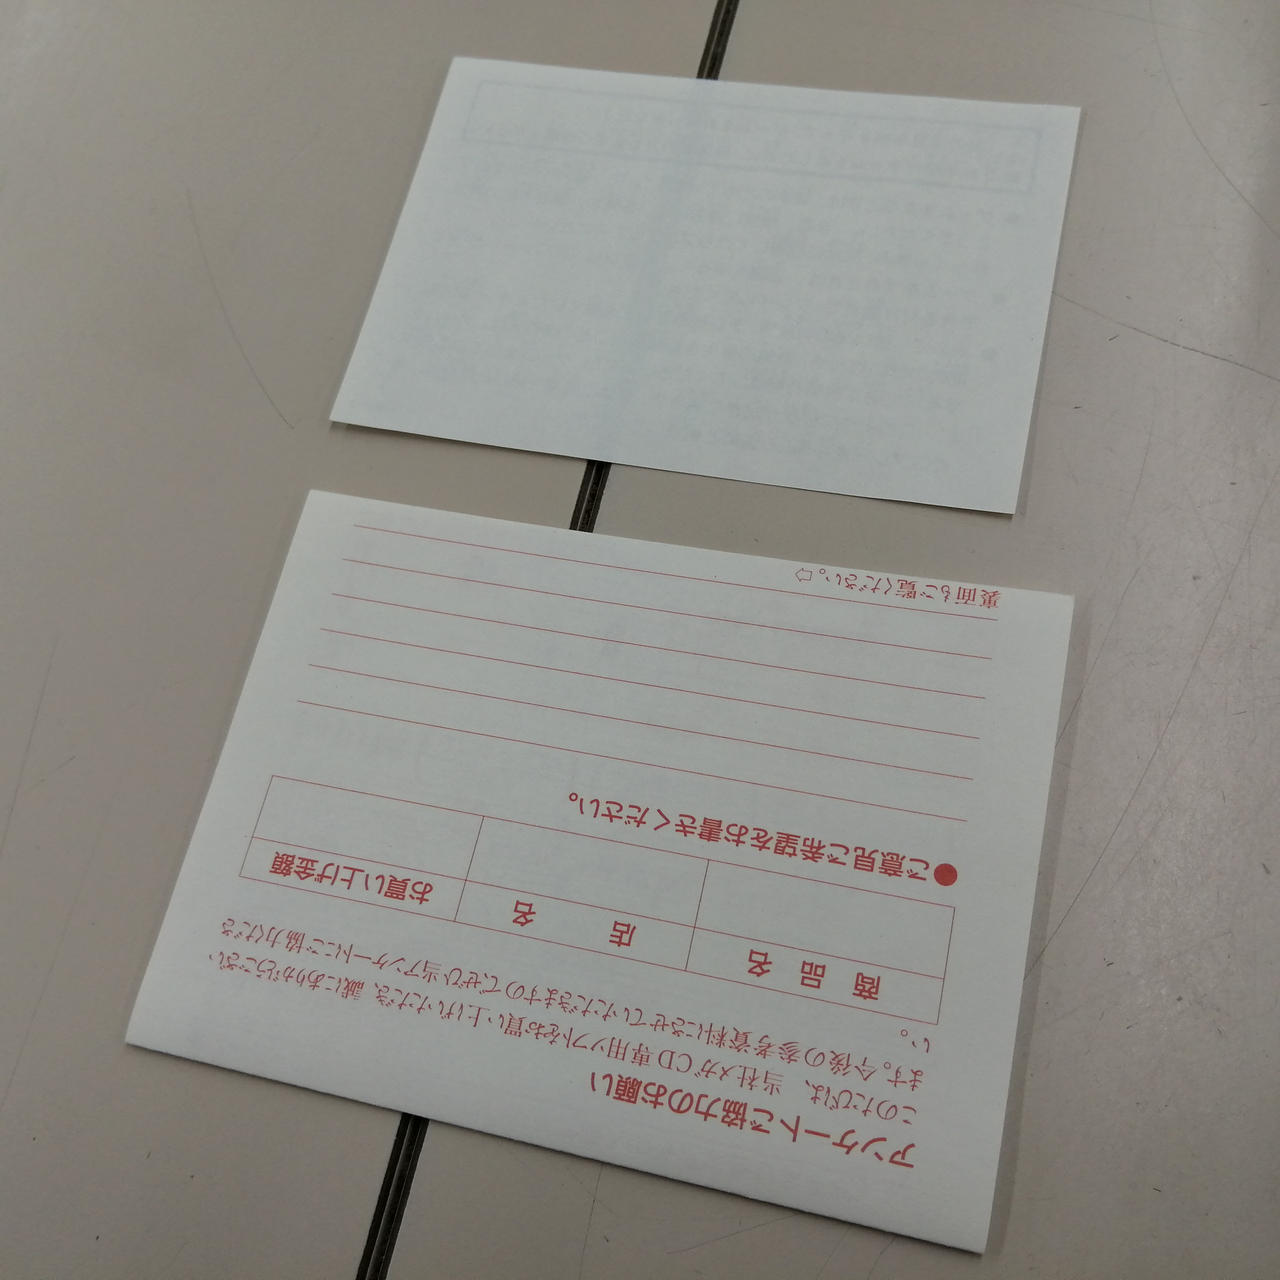 アンケートご協力のお願い
このたびは、当社メガCD専用ソフトをお買い上げいただき、誠にありがとうござい
ます。今後の参考資料にさせていただきますので、ぜひ当アンケートにご協力くださ
い。
商品名 店名 お買い上げ金額
●ご意見ご希望をお書きください。
裏面もご覧ください。⇨